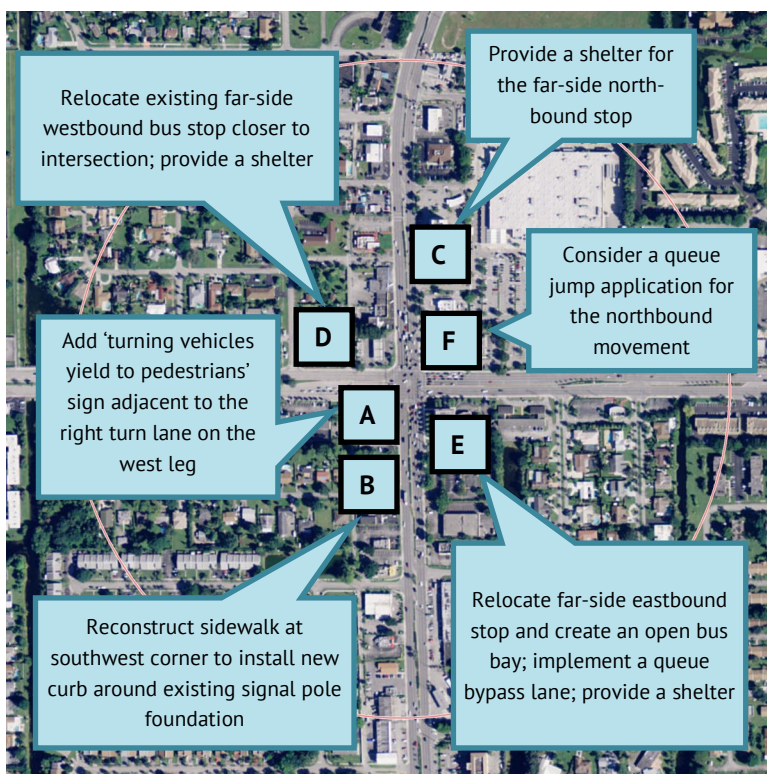 Relocate existing far-side
westbound bus stop closer to
intersection; provide a shelter
Provide a shelter for
the far-side north-
bound stop
C
Consider a queue
jump application for
the northbound
movement
D
F
Add ‘turning vehicles
yield to pedestrians’
sign adjacent to the
right turn lane on the
west leg
A
E
B
Reconstruct sidewalk at
southwest corner to install new
curb around existing signal pole
foundation
Relocate far-side eastbound
stop and create an open bus
bay; implement a queue
bypass lane; provide a shelter